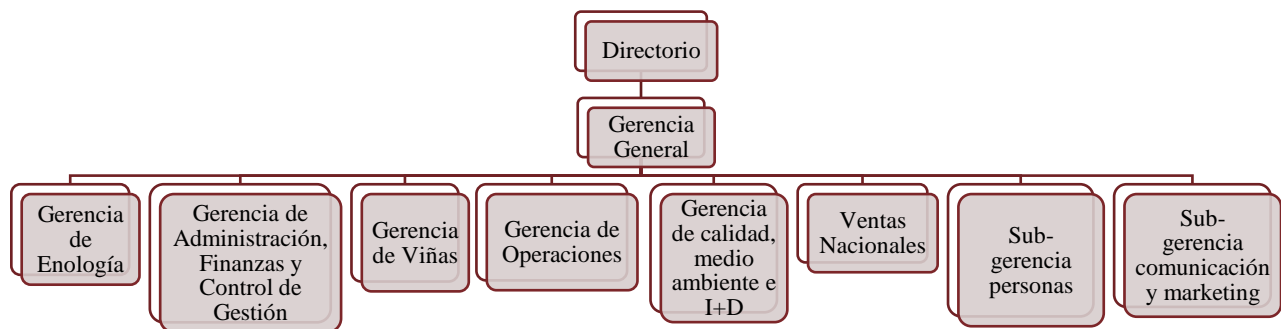 Directorio
Gerencia
General
Gerencia
de
Enología
Gerencia de
Administración,
Finanzas y
Control de
Gestión
Gerencia
de Viñas
Gerencia de
Operaciones
Gerencia
de calidad,
medio
ambiente e
I+D
Ventas
Nacionales
Sub-
gerencia
personas
Sub-
gerencia
comunicación
y marketing